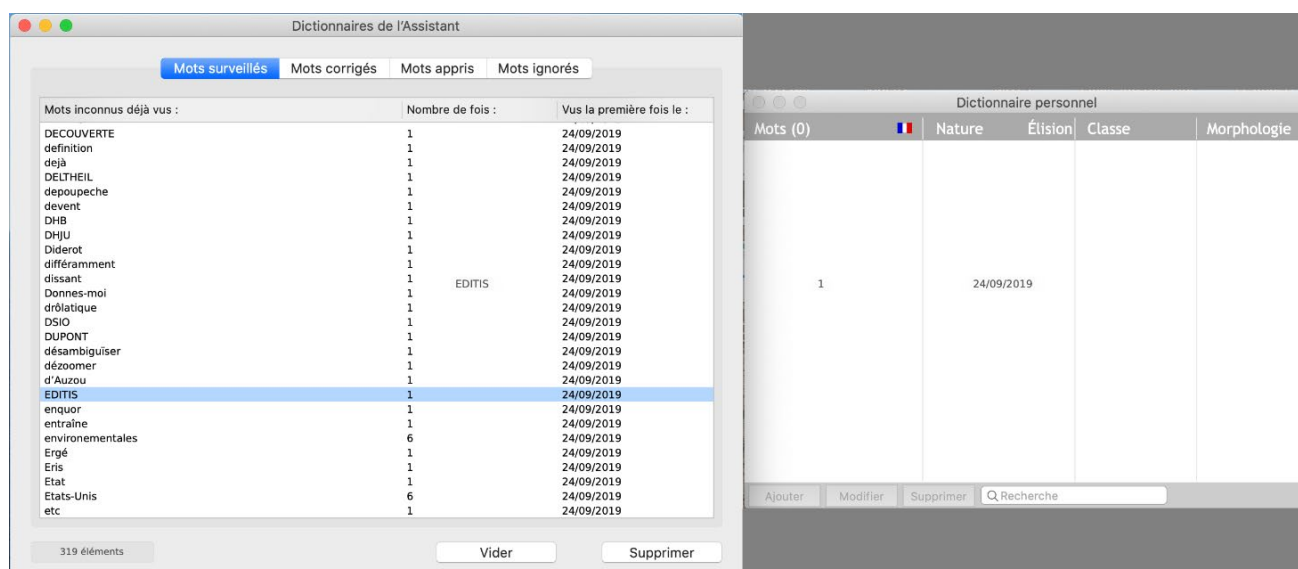 Dictionnaires de l’Assistant
Mots surveillés Mots corrigés Mots appris Mots ignorés
Mots inconnus déjà vus : Nombre de fois : Vus la première fois le :
DECOUVERTE 1 24/09/2019
definition 1 24/09/2019
dejà 1 24/09/2019
DELTHEIL 1 24/09/2019
depoupeche 1 24/09/2019
devent 1 24/09/2019
DHB 1 24/09/2019
DHJU 1 24/09/2019
Diderot 1 24/09/2019
différamment 1 24/09/2019
dissant 1 24/09/2019
Donnes-moi 1 24/09/2019
drôlatique 1 24/09/2019
DSIO 1 24/09/2019
DUPONT 1 24/09/2019
désambiguïser 1 24/09/2019
dézoomer 1 24/09/2019
d'Auzou 1 24/09/2019
EDITIS 1 24/09/2019
enquor 1 24/09/2019
entraîne 1 24/09/2019
environementales 6 24/09/2019
Ergé 1 24/09/2019
Eris 1 24/09/2019
Etat 1 24/09/2019
Etats-Unis 6 24/09/2019
etc 1 24/09/2019
319 éléments Vider Supprimer
Dictionnaire personnel
Mots (0) Nature Élision Classe Morphologie
EDITIS 1 24/09/2019
Ajouter Modifier Supprimer Recherche